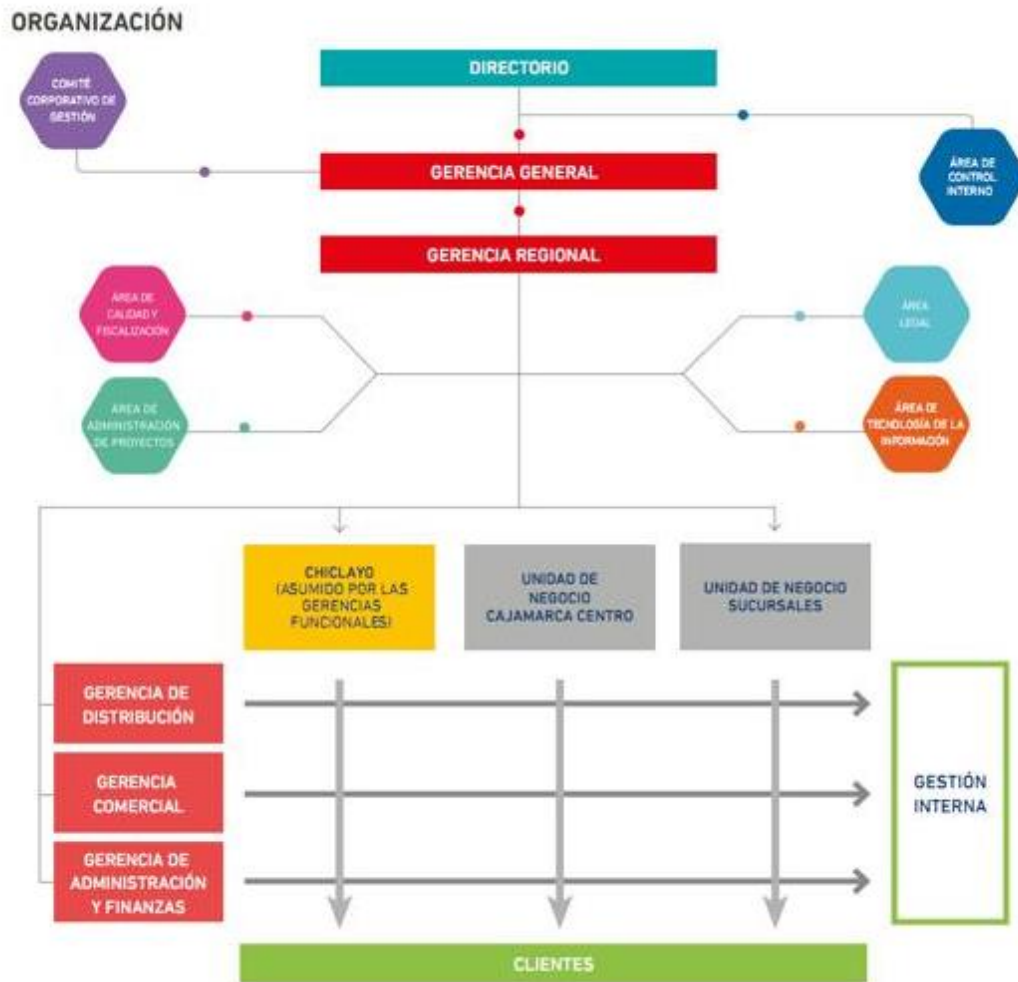 ORGANIZACIÓN
DIRECTORIO
COMITÉ
CORPORATIVO DE
GESTIÓN
GERENCIA GENERAL
ÁREA DE
CONTROL
INTERNO
GERENCIA REGIONAL
ÁREA DE
CALIDAD Y
FISCALIZACIÓN
ÁREA
LEGAL
ÁREA DE
ADMINISTRACIÓN
DE PROYECTOS
ÁREA DE
TECNOLOGÍA DE LA
INFORMACIÓN
CHICLAYO
(ASUMIDO POR LAS
GERENCIAS
FUNCIONALES)
UNIDAD DE
NEGOCIO
CAJAMARCA CENTRO
UNIDAD DE NEGOCIO
SUCURSALES
GERENCIA DE
DISTRIBUCIÓN
GERENCIA
COMERCIAL
GERENCIA DE
ADMINISTRACIÓN
Y FINANZAS
GESTIÓN
INTERNA
CLIENTES